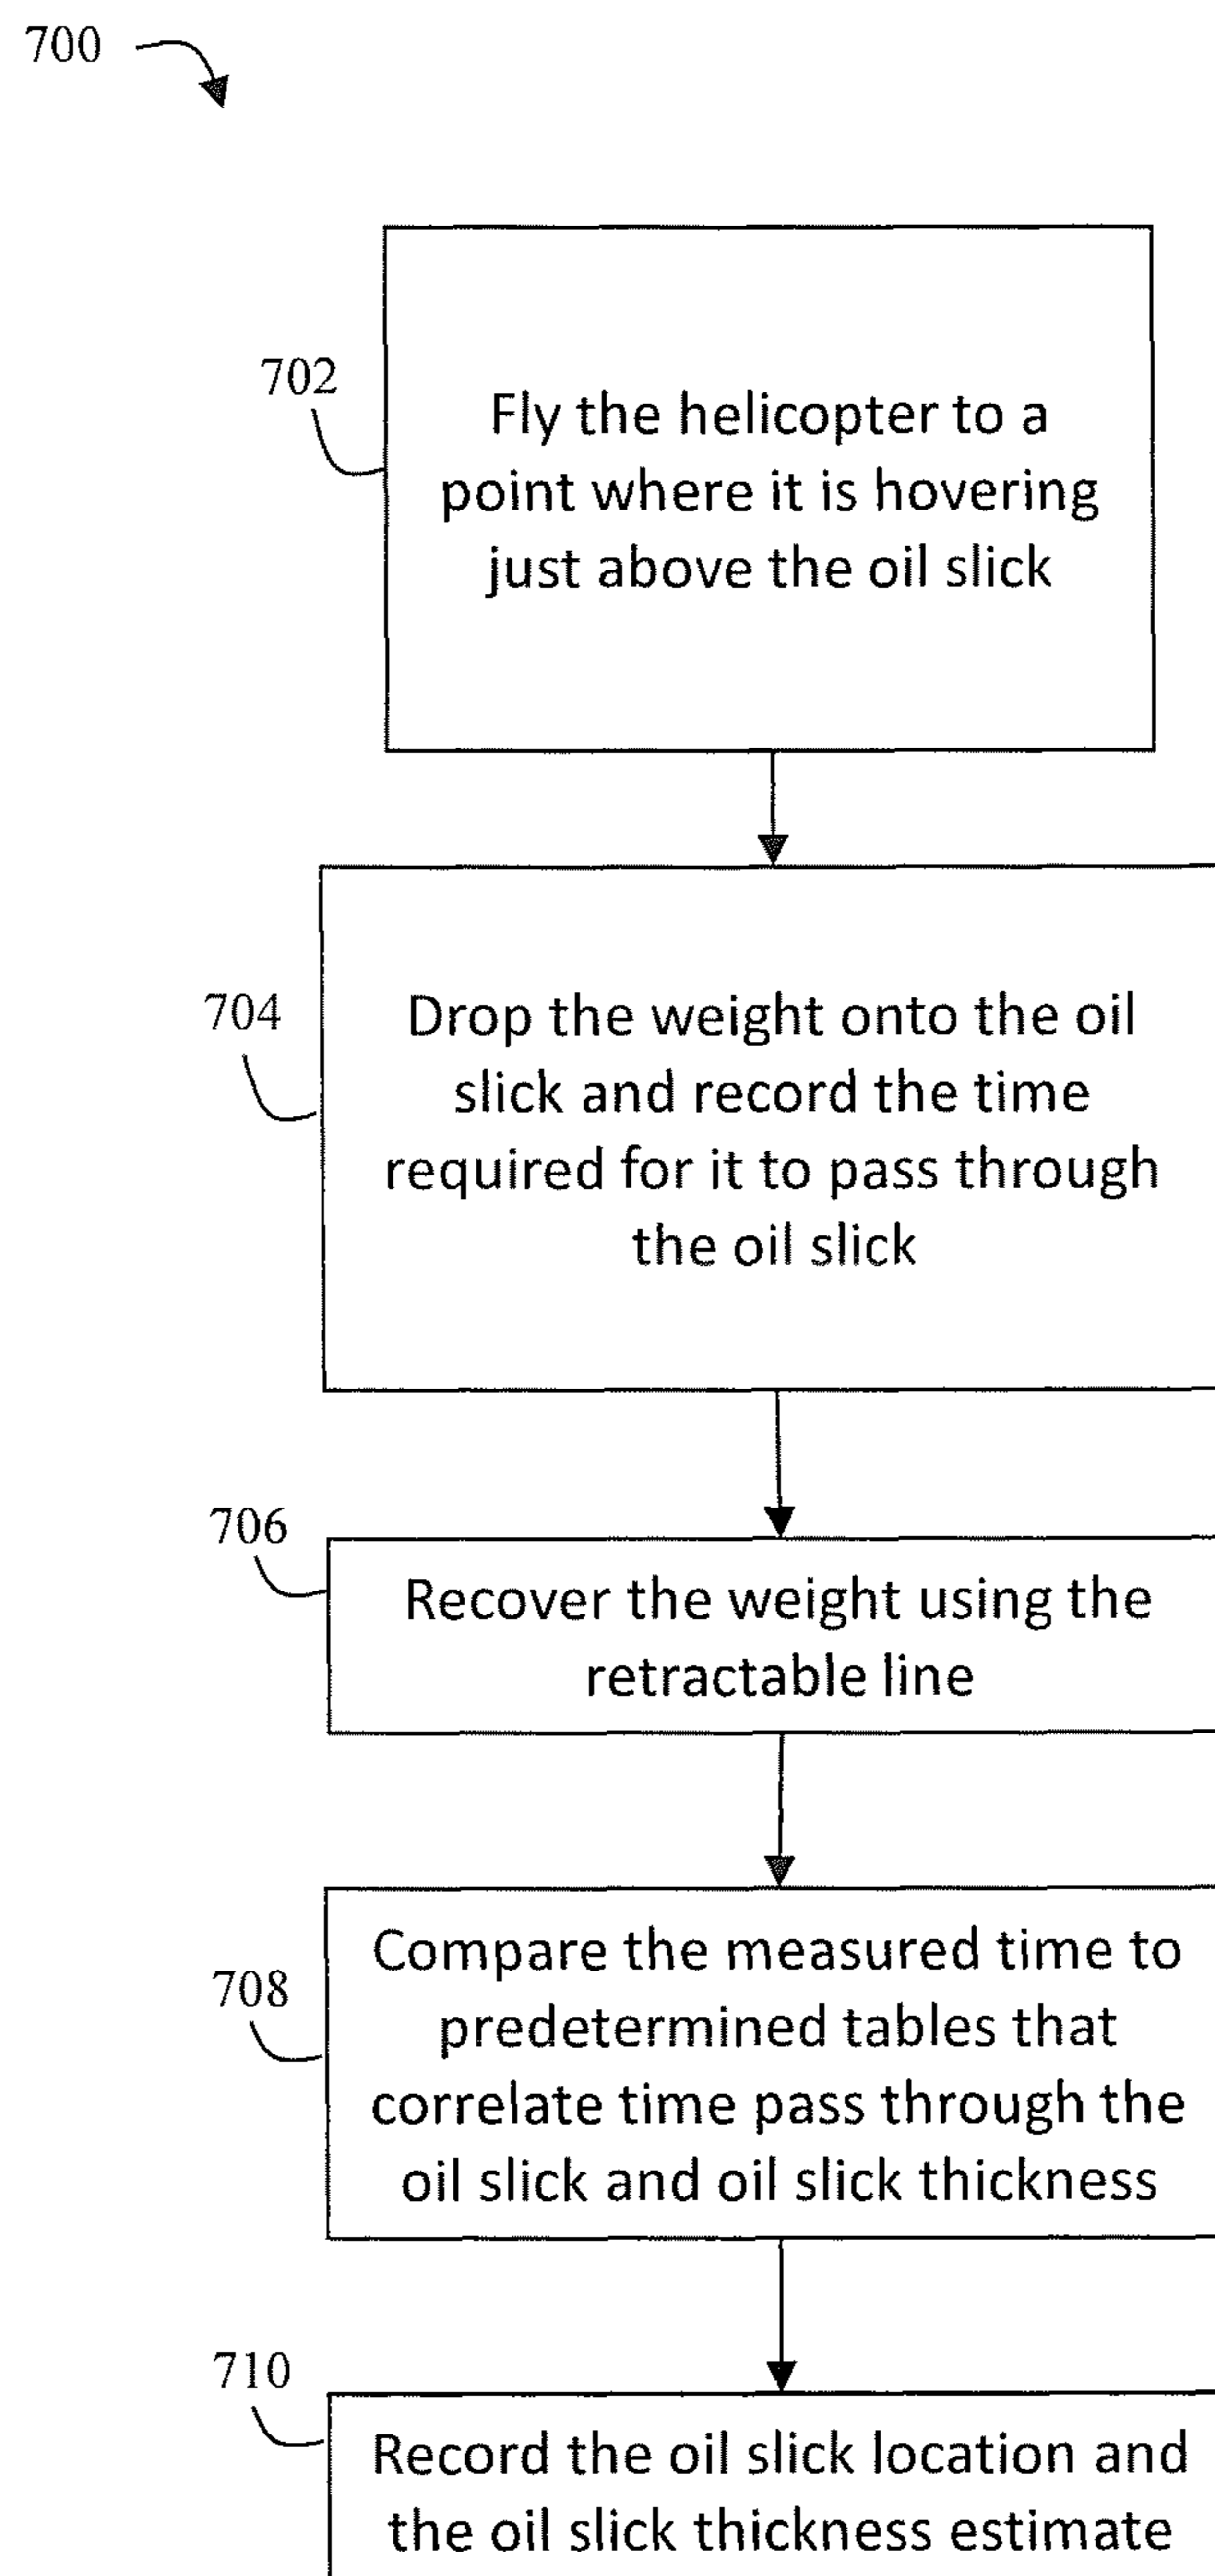 700
702
Fly the helicopter to a
point where it is hovering
just above the oil slick
704
Drop the weight onto the oil
slick and record the time
required for it to pass through
the oil slick
706
Recover the weight using the
retractable line
708
Compare the measured time to
predetermined tables that
correlate time pass through the
oil slick and oil slick thickness
710
Record the oil slick location and
the oil slick thickness estimate